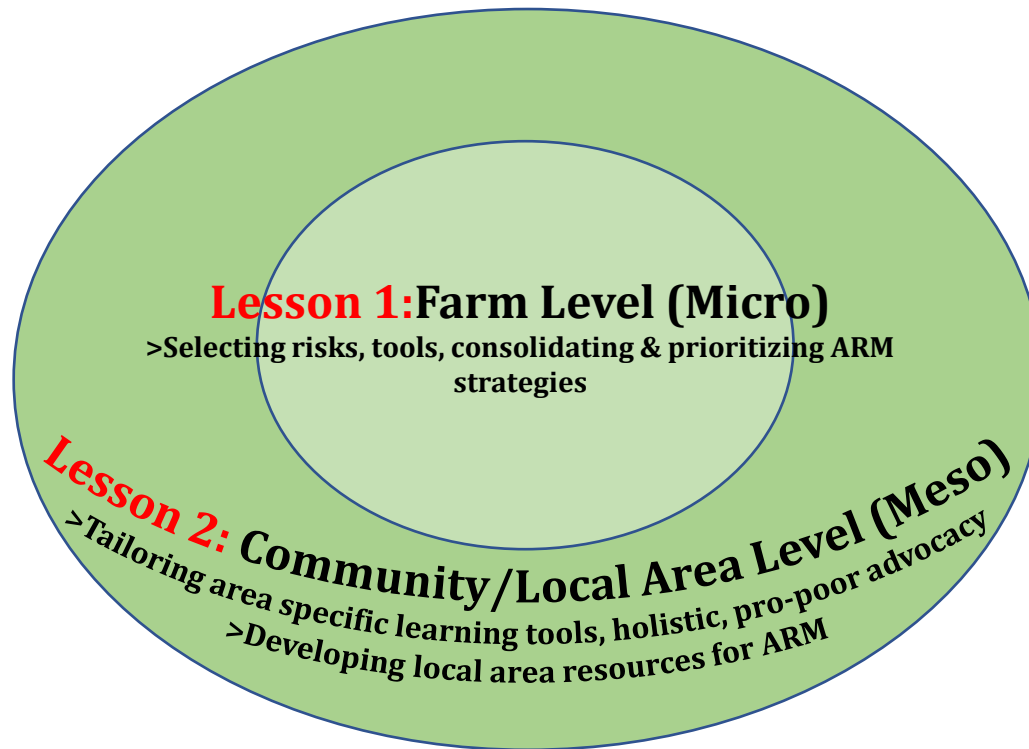 Lesson 1:Farm Level (Micro)
>Selecting risks, tools, consolidating & prioritizing ARM
strategies
Lesson 2: Community/Local Area Level (Meso)
>Tailoring area specific learning tools, holistic, pro-poor advocacy
>Developing local area resources for ARM